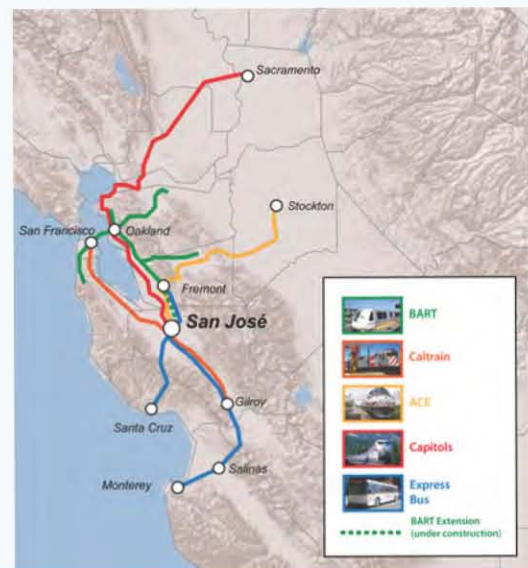 Sacramento
Stockton
San Francisco
Oakland
Fremont
San José
Gilroy
Santa Cruz
Salinas
Monterey
BART
Caltrain
ACE
Capitols
Express
Bus
BART Extension
(under construction)